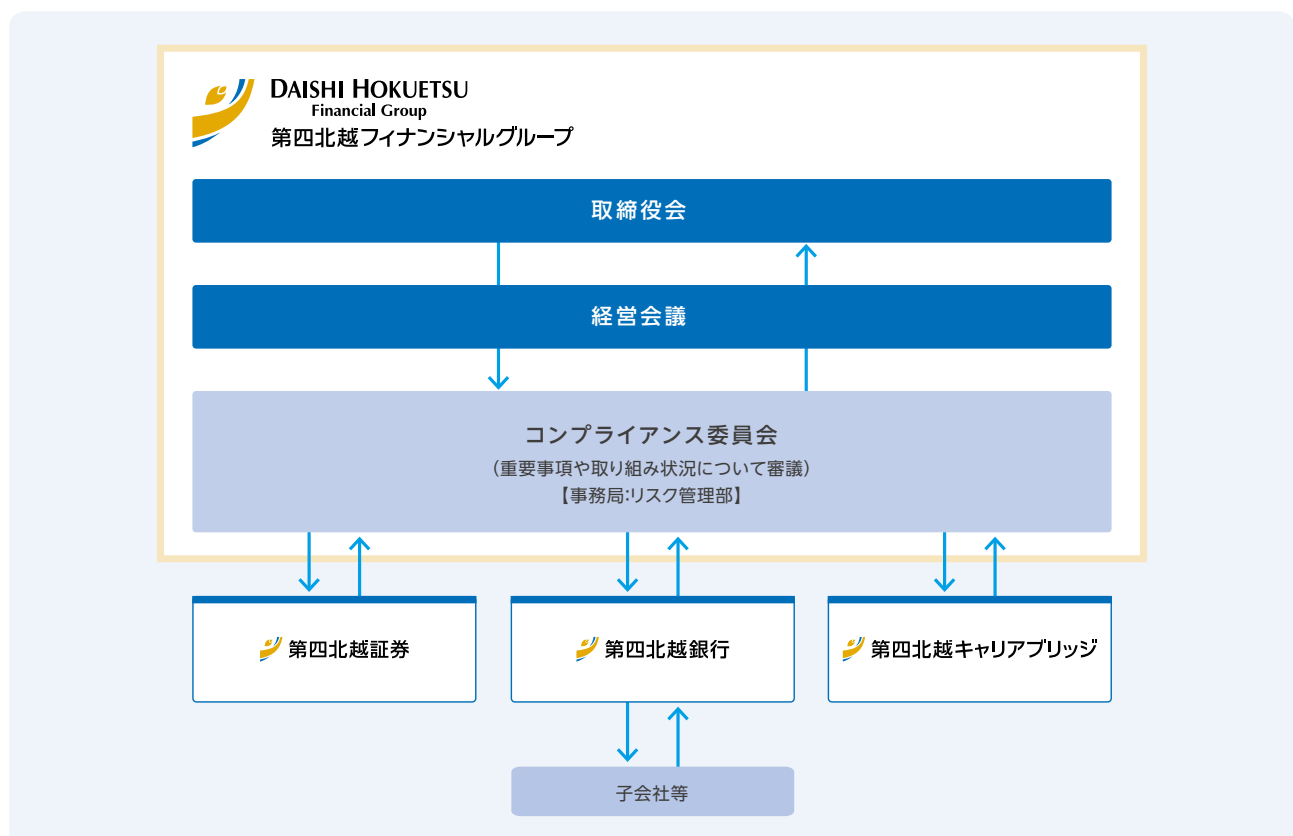 DAISHI HOKUETSU
Financial Group
第四北越フィナンシャルグループ
取締役会
経営会議
コンプライアンス委員会
（重要事項や取り組み状況について審議）
【事務局：リスク管理部】
第四北越証券
第四北越銀行
第四北越キャリアブリッジ
子会社等